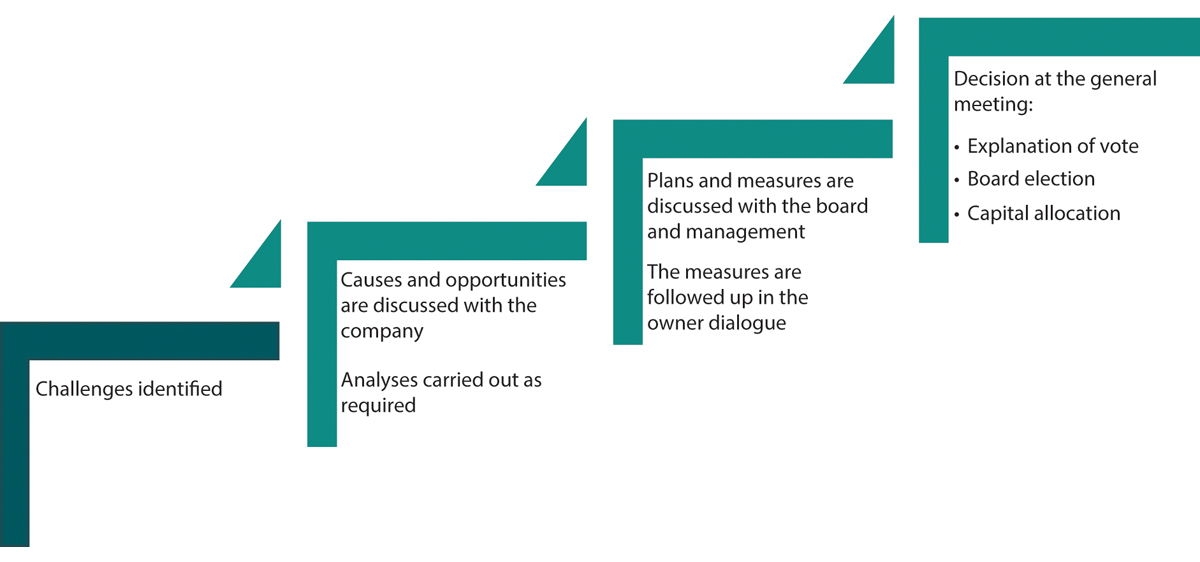 Challenges identified
Causes and opportunities
are discussed with the
company
Analyses carried out as
required
Plans and measures are
discussed with the board
and management
The measures are
followed up in the
owner dialogue
Decision at the general
meeting:
• Explanation of vote
• Board election
• Capital allocation